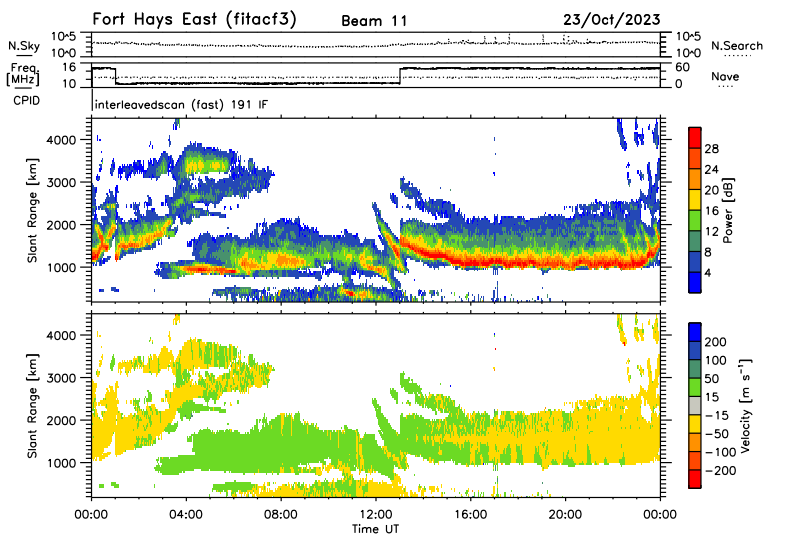 Fort Hays East (fitacf3) Beam 11 23/Oct/2023
N.Sky 10^5 10^0 10^5 10^0 N.Search
Freq. [MHz] 16 10 60 0 Nave
CPID interleavedscan (fast) 191 IF
Slant Range [km] 4000 3000 2000 1000
Power [dB] 28 24 20 16 12 8 4
Slant Range [km] 4000 3000 2000 1000
Velocity [m s⁻¹] 200 100 50 15 −15 −50 −100 −200
00:00 04:00 08:00 12:00 16:00 20:00 00:00
Time UT